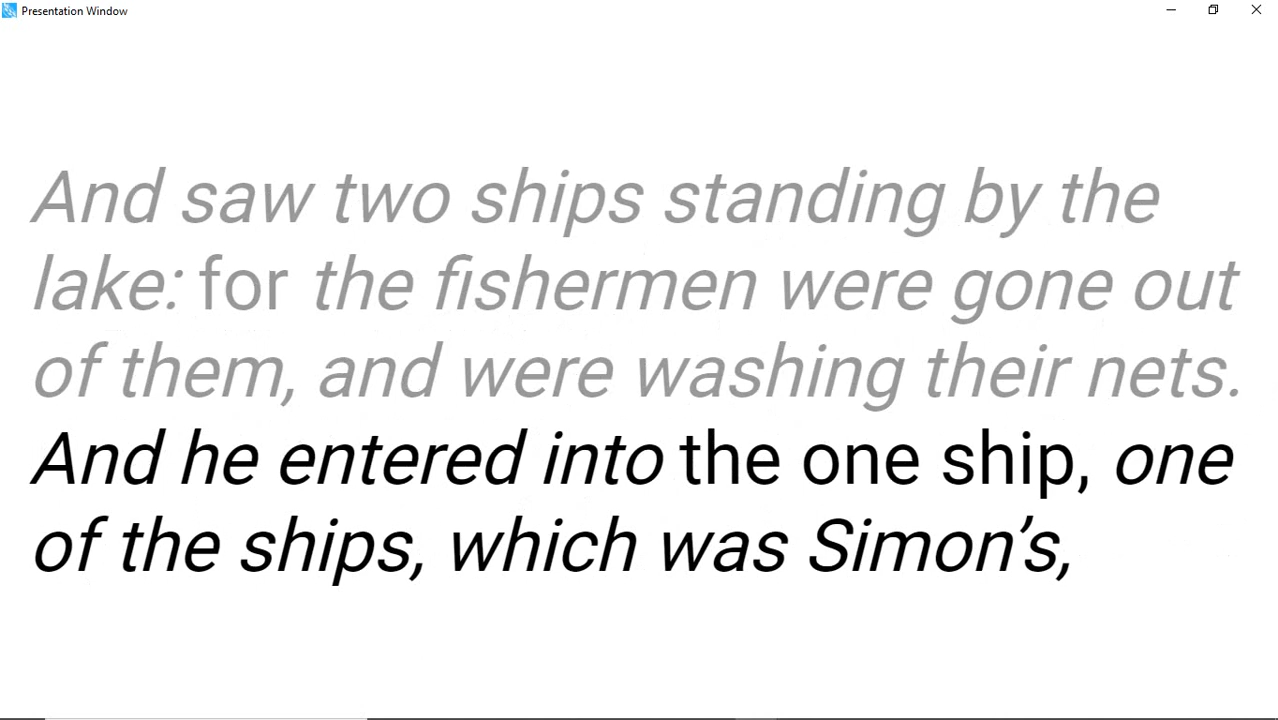 Presentation Window
And saw two ships standing by the
lake: for the fishermen were gone out
of them, and were washing their nets.
And he entered into the one ship, one
of the ships, which was Simon’s,